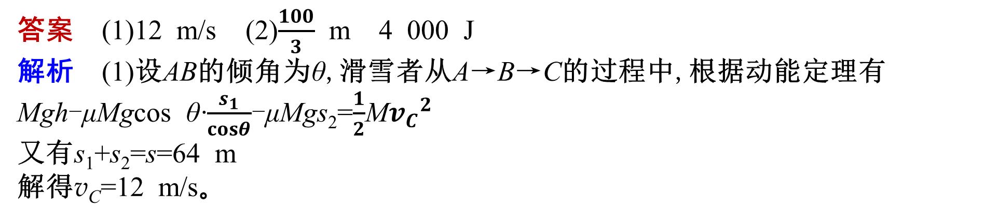 答案 (1)12 m/s (2)100/3 m 4 000 J
解析 (1)设AB的倾角为θ,滑雪者从A→B→C的过程中,根据动能定理有
Mgh-μMgcos θ·s₁/cosθ-μMgs₂=1/2Mv_C²
又有s₁+s₂=s=64 m
解得v_C=12 m/s。